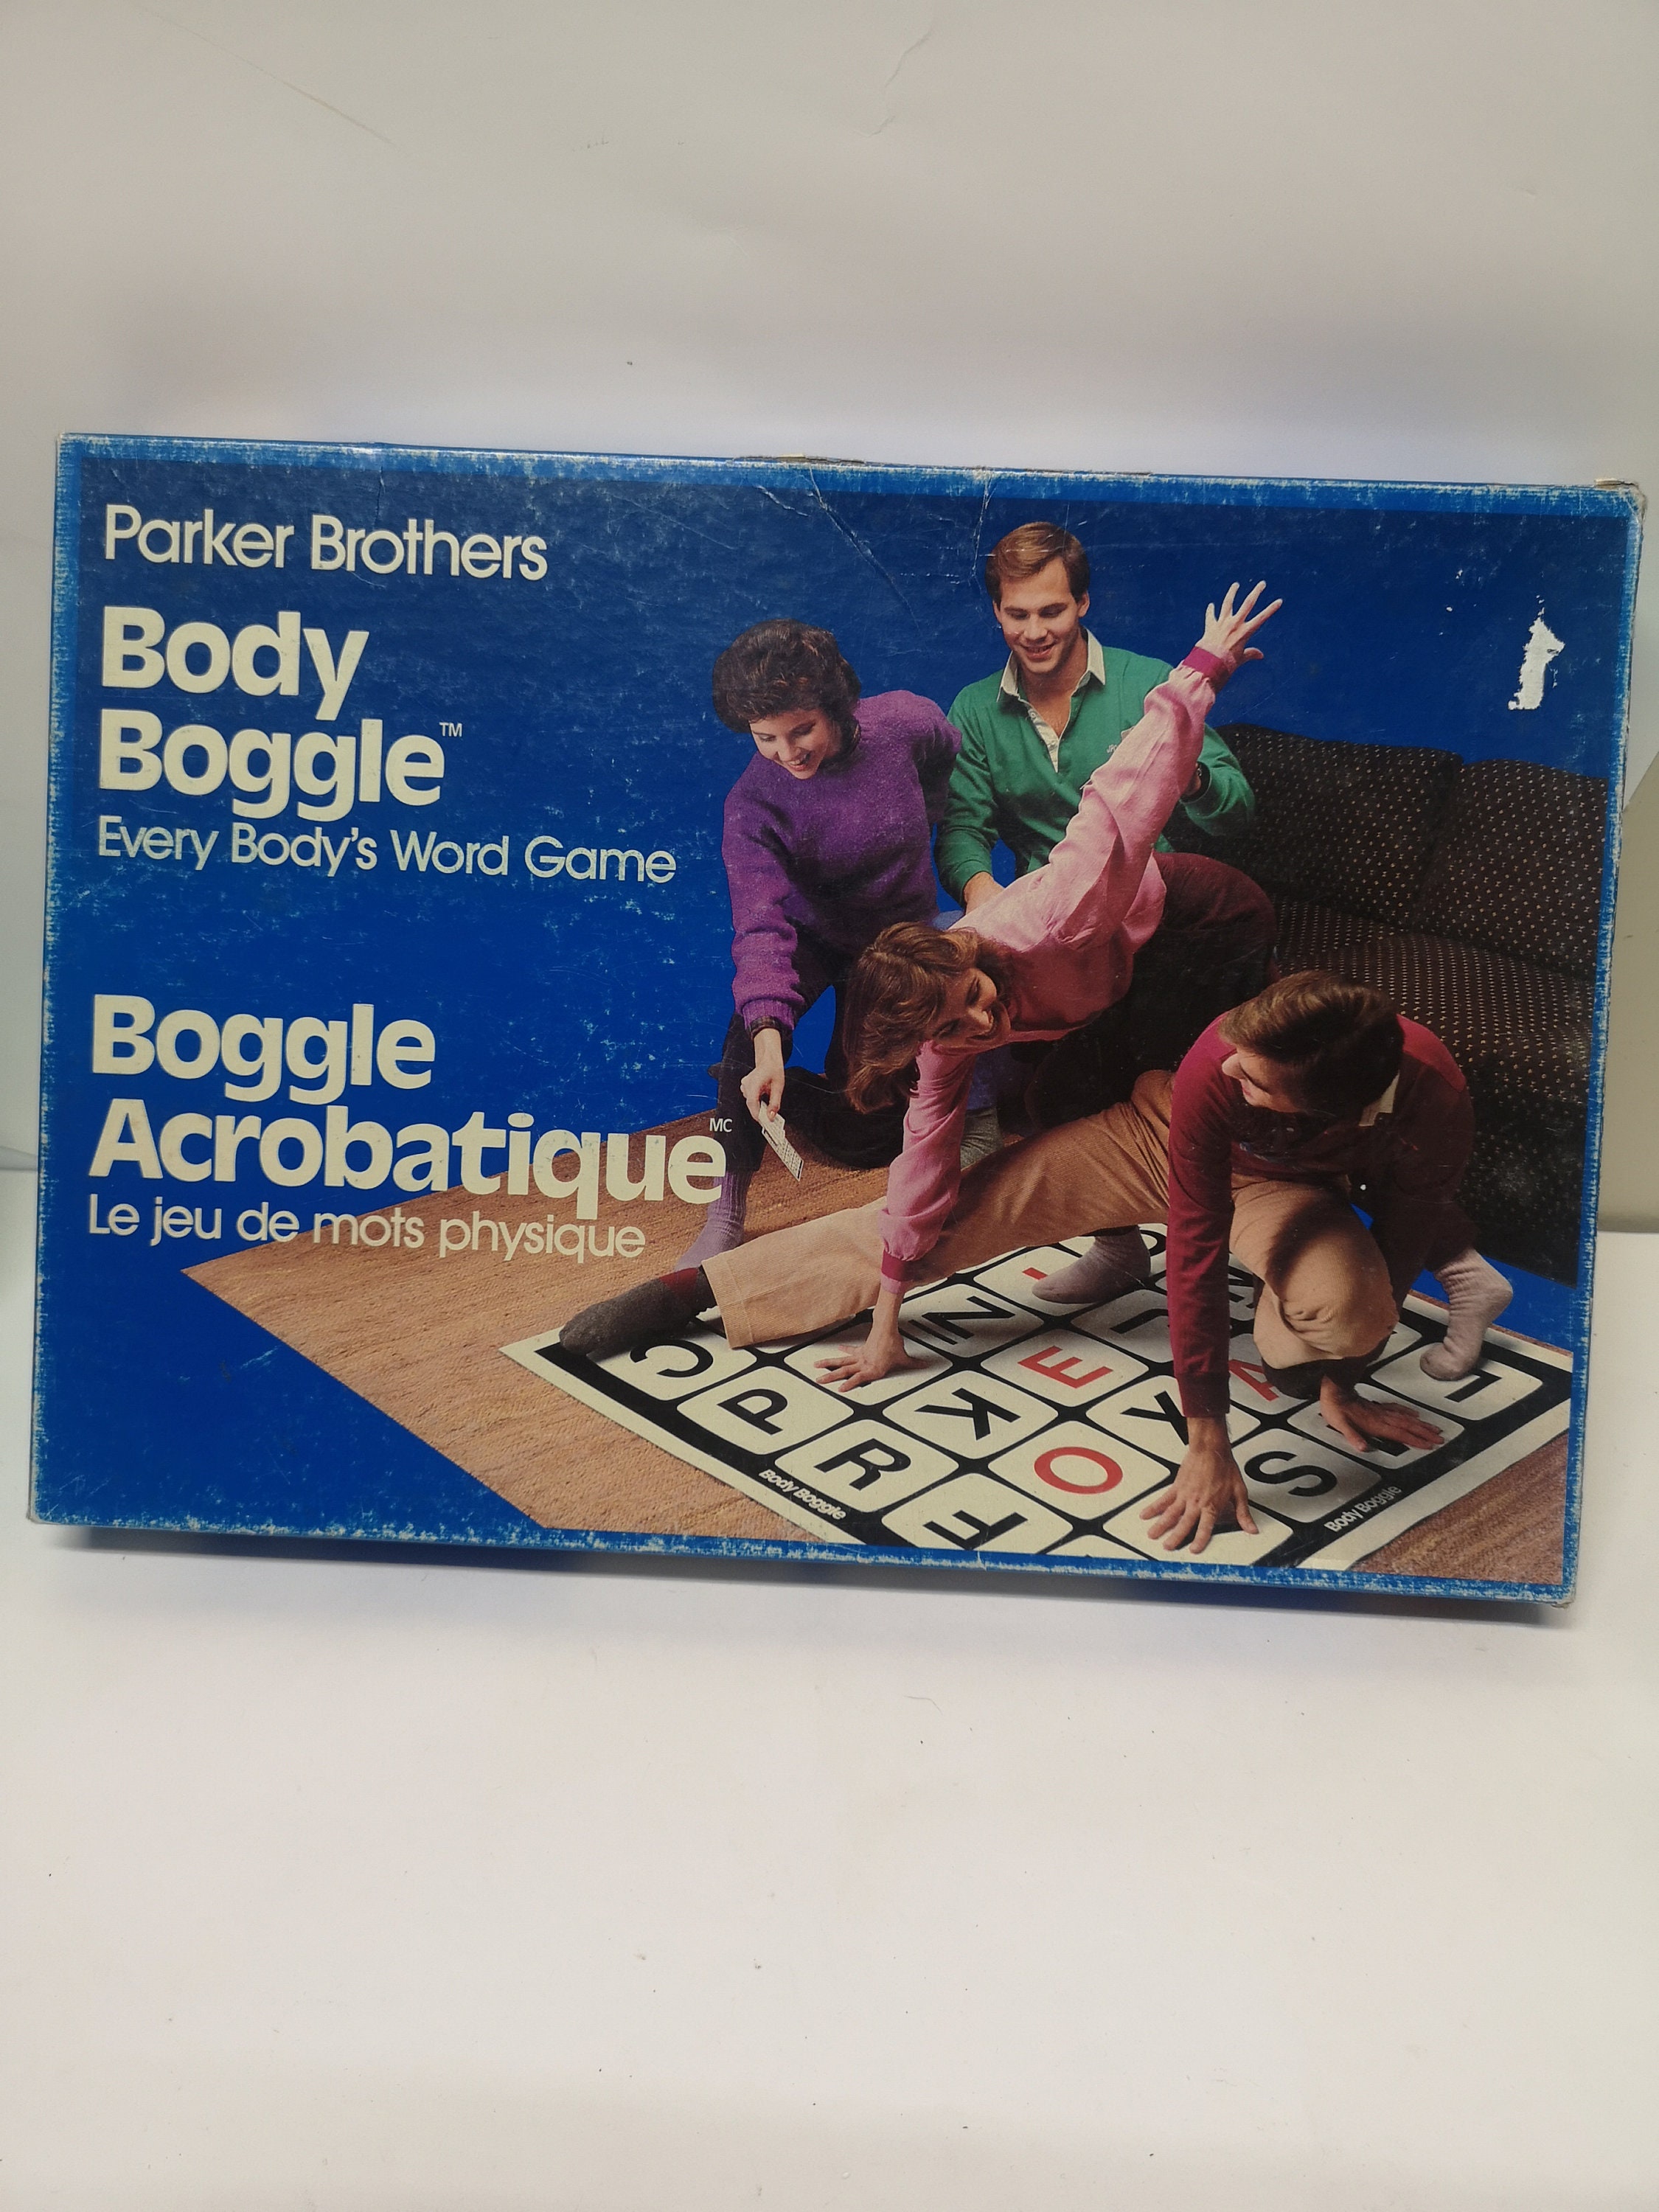 Parker Brothers
Body
Boggle™
Every Body's Word Game
Boggle
Acrobatique MC
Le jeu de mots physique
C
P
R
F
N
K
O
E
I
L
Y
A
S
L
Body Boggle
Body Boggle